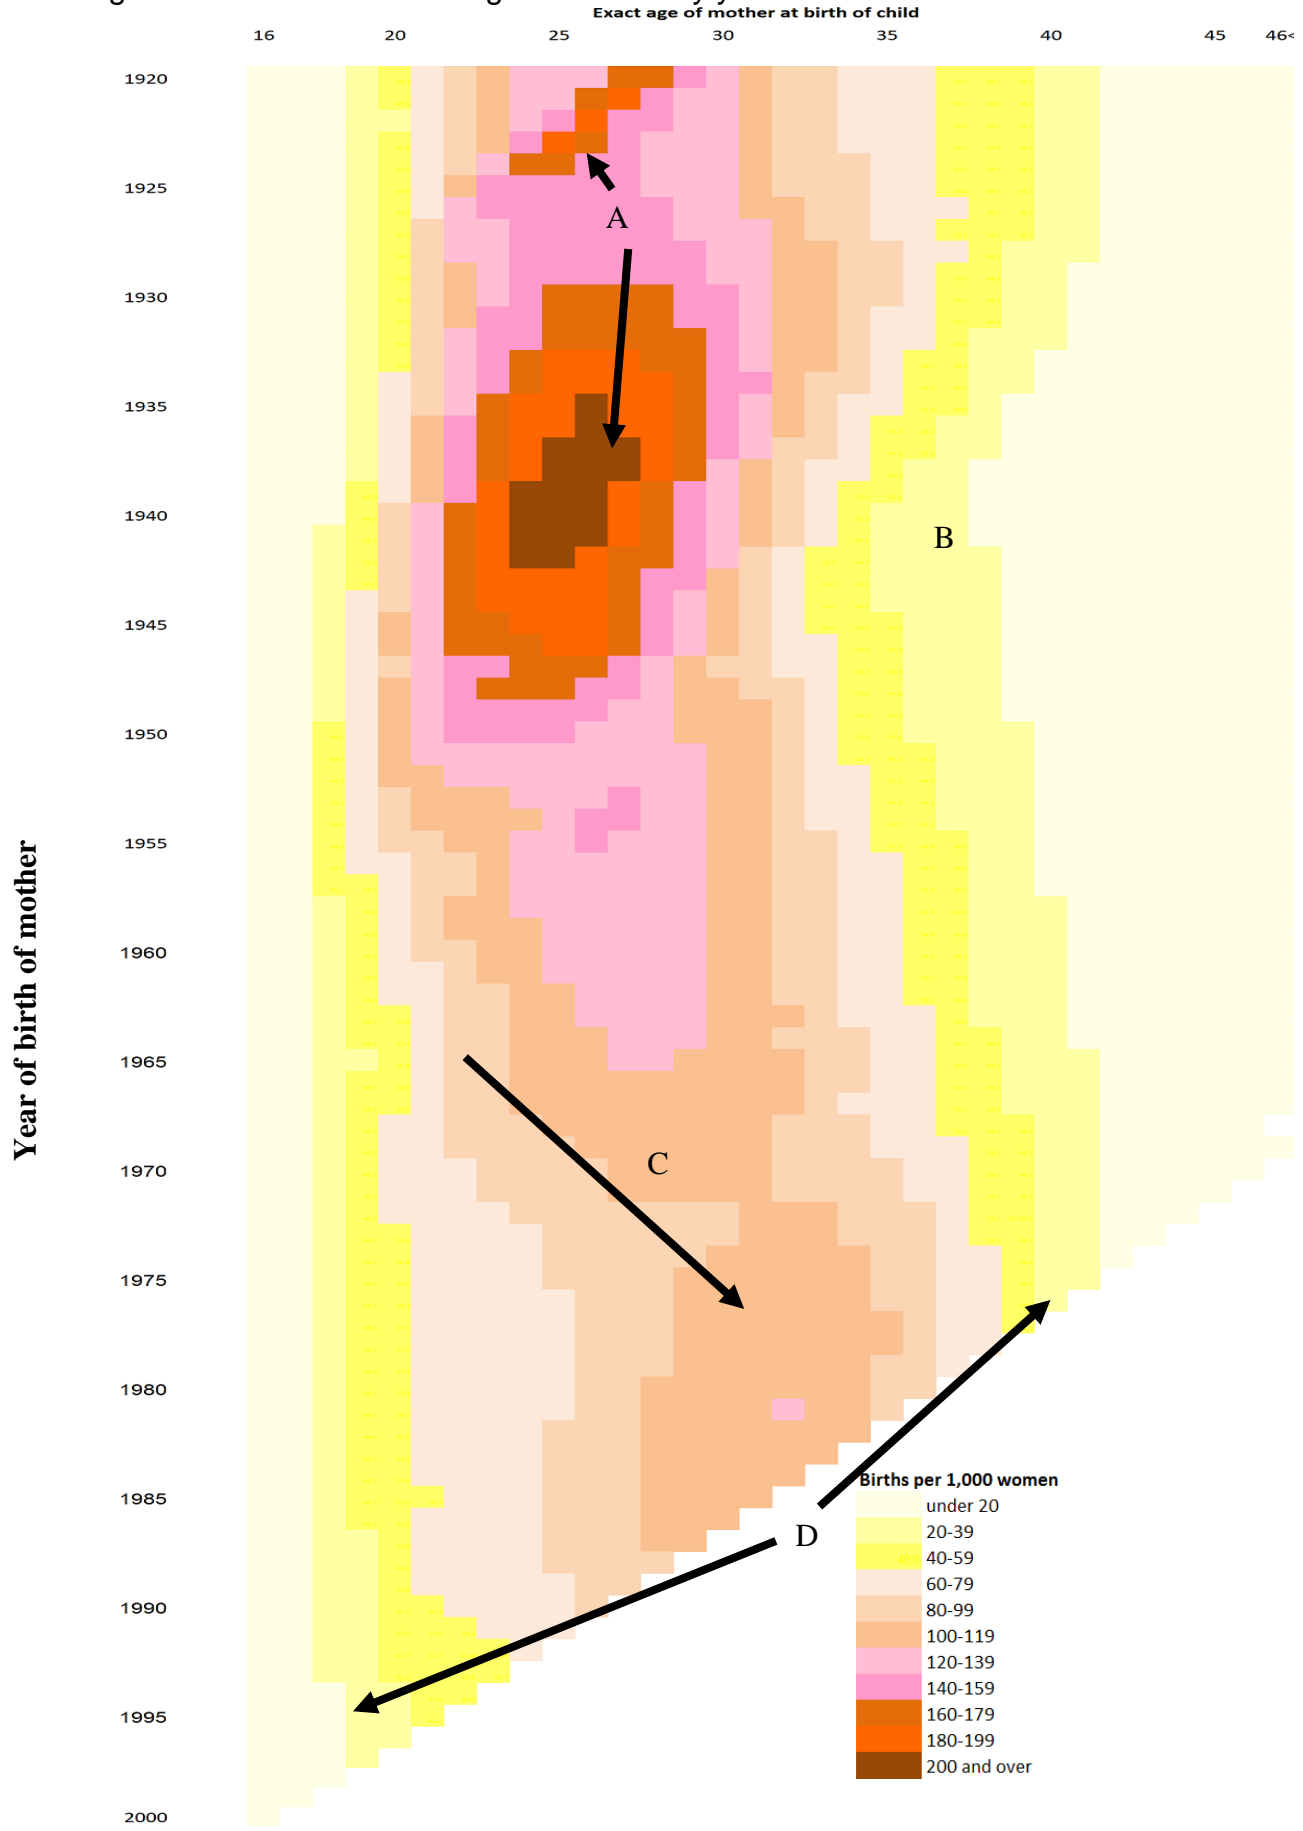 Exact age of mother at birth of child
16 20 25 30 35 40 45 46<
1920
1925
A
1930
1935
1940
B
1945
1950
1955
Year of birth of mother
1960
1965
C
1970
1975
1980
1985
Births per 1,000 women
under 20
D
20-39
40-59
60-79
1990
80-99
100-119
120-139
140-159
1995
160-179
180-199
200 and over
2000